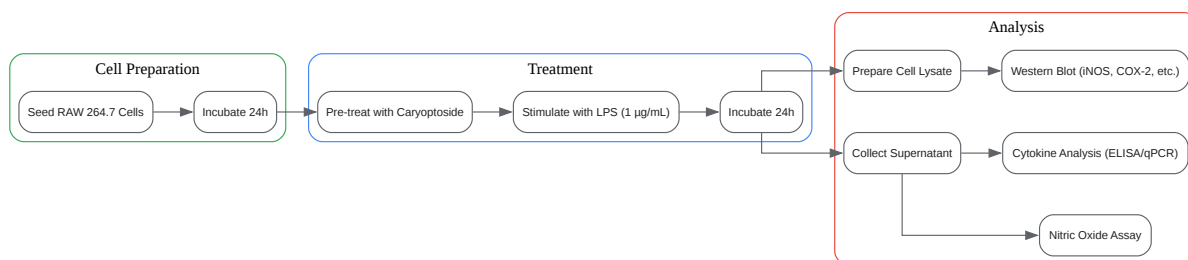 Cell Preparation
Seed RAW 264.7 Cells
Incubate 24h
Treatment
Pre-treat with Caryoptoside
Stimulate with LPS (1 µg/mL)
Incubate 24h
Analysis
Prepare Cell Lysate
Western Blot (iNOS, COX-2, etc.)
Collect Supernatant
Cytokine Analysis (ELISA/qPCR)
Nitric Oxide Assay